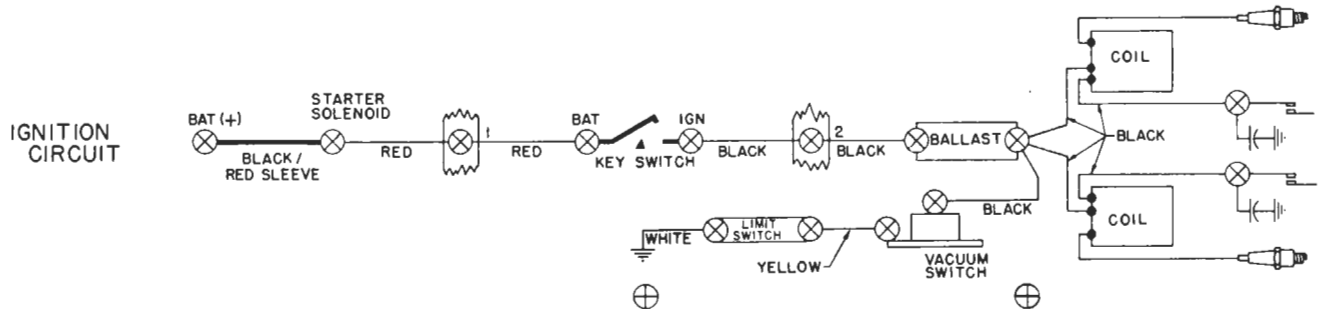 IGNITION
CIRCUIT
BAT (+)
BLACK /
RED SLEEVE
STARTER
SOLENOID
RED
1
RED
BAT
KEY SWITCH
IGN
BLACK
2
BLACK
BALLAST
BLACK
COIL
BLACK
COIL
WHITE
LIMIT
SWITCH
YELLOW
VACUUM
SWITCH